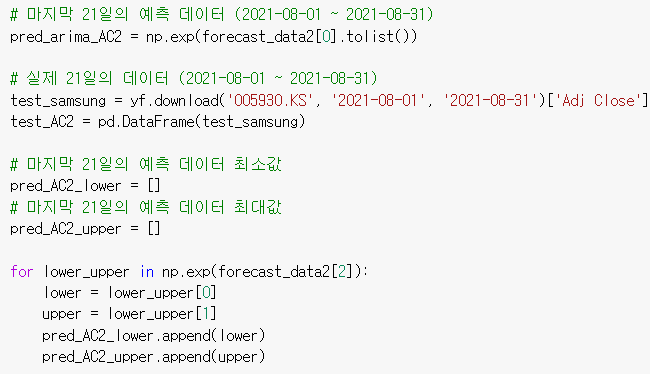 # 마지막 21일의 예측 데이터 (2021-08-01 ~ 2021-08-31)
pred_arima_AC2 = np.exp(forecast_data2[0].tolist())
# 실제 21일의 데이터 (2021-08-01 ~ 2021-08-31)
test_samsung = yf.download('005930.KS', '2021-08-01', '2021-08-31')['Adj Close']
test_AC2 = pd.DataFrame(test_samsung)
# 마지막 21일의 예측 데이터 최소값
pred_AC2_lower = []
# 마지막 21일의 예측 데이터 최대값
pred_AC2_upper = []
for lower_upper in np.exp(forecast_data2[2]):
    lower = lower_upper[0]
    upper = lower_upper[1]
    pred_AC2_lower.append(lower)
    pred_AC2_upper.append(upper)